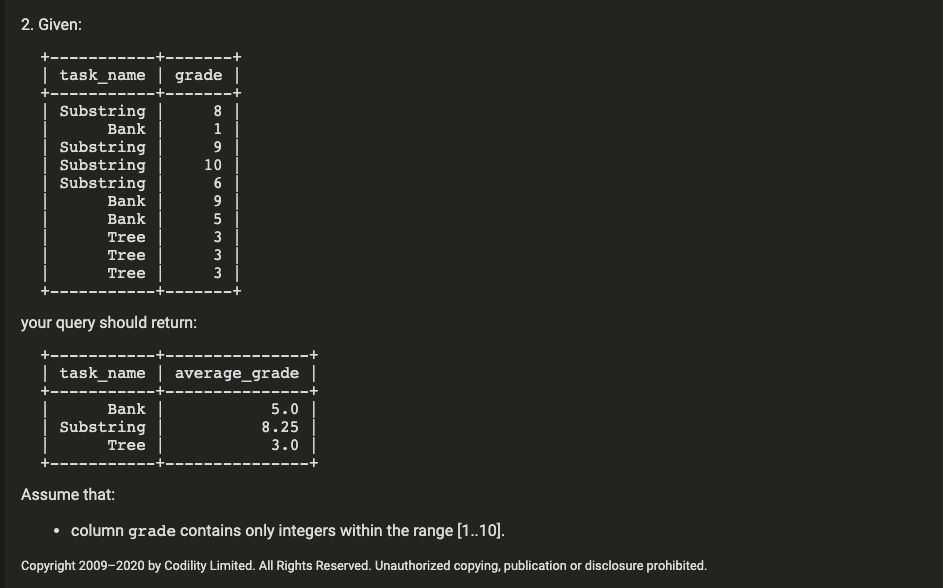 2. Given:
+-----------+-------+
| task_name | grade |
+-----------+-------+
| Substring |     8 |
|      Bank |     1 |
| Substring |     9 |
| Substring |    10 |
| Substring |     6 |
|      Bank |     9 |
|      Bank |     5 |
|      Tree |     3 |
|      Tree |     3 |
|      Tree |     3 |
+-----------+-------+
your query should return:
+-----------+---------------+
| task_name | average_grade |
+-----------+---------------+
|      Bank |           5.0 |
| Substring |          8.25 |
|      Tree |           3.0 |
+-----------+---------------+
Assume that:
• column grade contains only integers within the range [1..10].
Copyright 2009–2020 by Codility Limited. All Rights Reserved. Unauthorized copying, publication or disclosure prohibited.